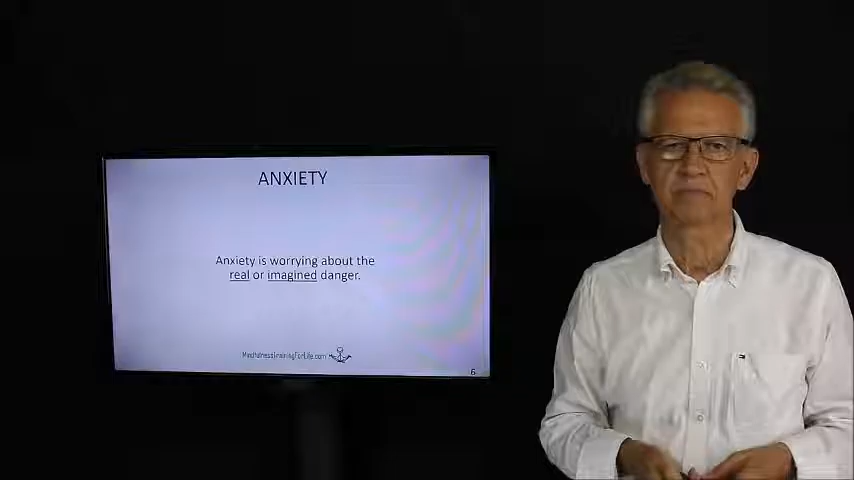 ANXIETY
Anxiety is worrying about the
real or imagined danger.
MindfulnessTrainingForLife.com
6